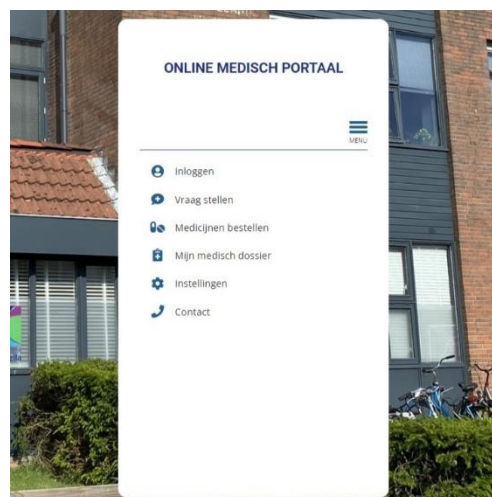 ONLINE MEDISCH PORTAAL
MENU
Inloggen
Vraag stellen
Medicijnen bestellen
Mijn medisch dossier
Instellingen
Contact